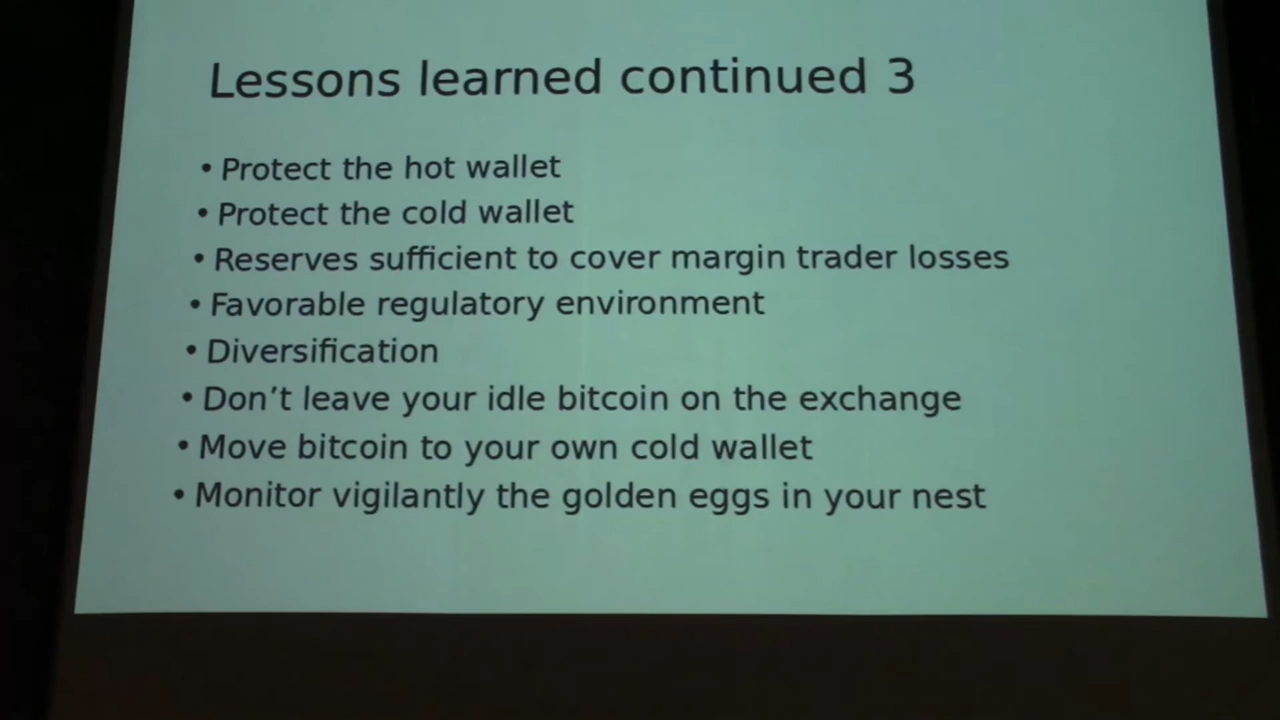 Lessons learned continued 3
• Protect the hot wallet
• Protect the cold wallet
• Reserves sufficient to cover margin trader losses
• Favorable regulatory environment
• Diversification
• Don’t leave your idle bitcoin on the exchange
• Move bitcoin to your own cold wallet
• Monitor vigilantly the golden eggs in your nest